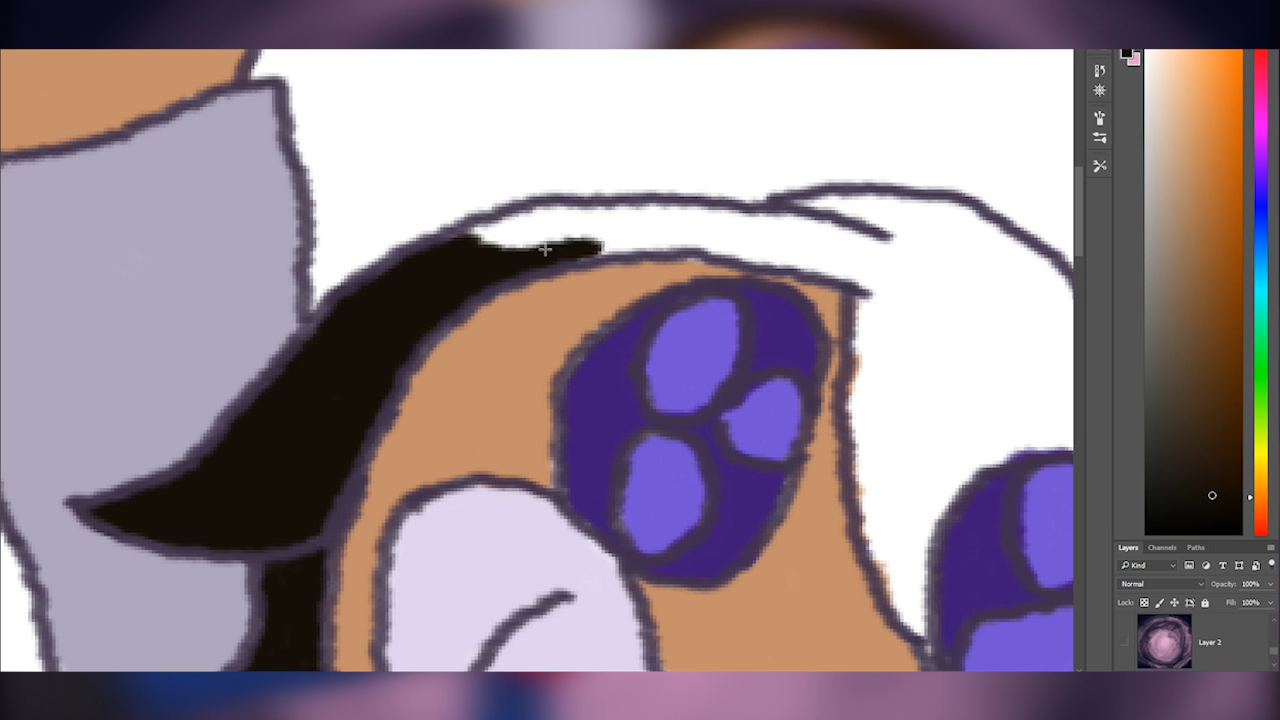 Layers Channels Paths
Kind
Normal Opacity: 100%
Lock: Fill: 100%
Layer 2